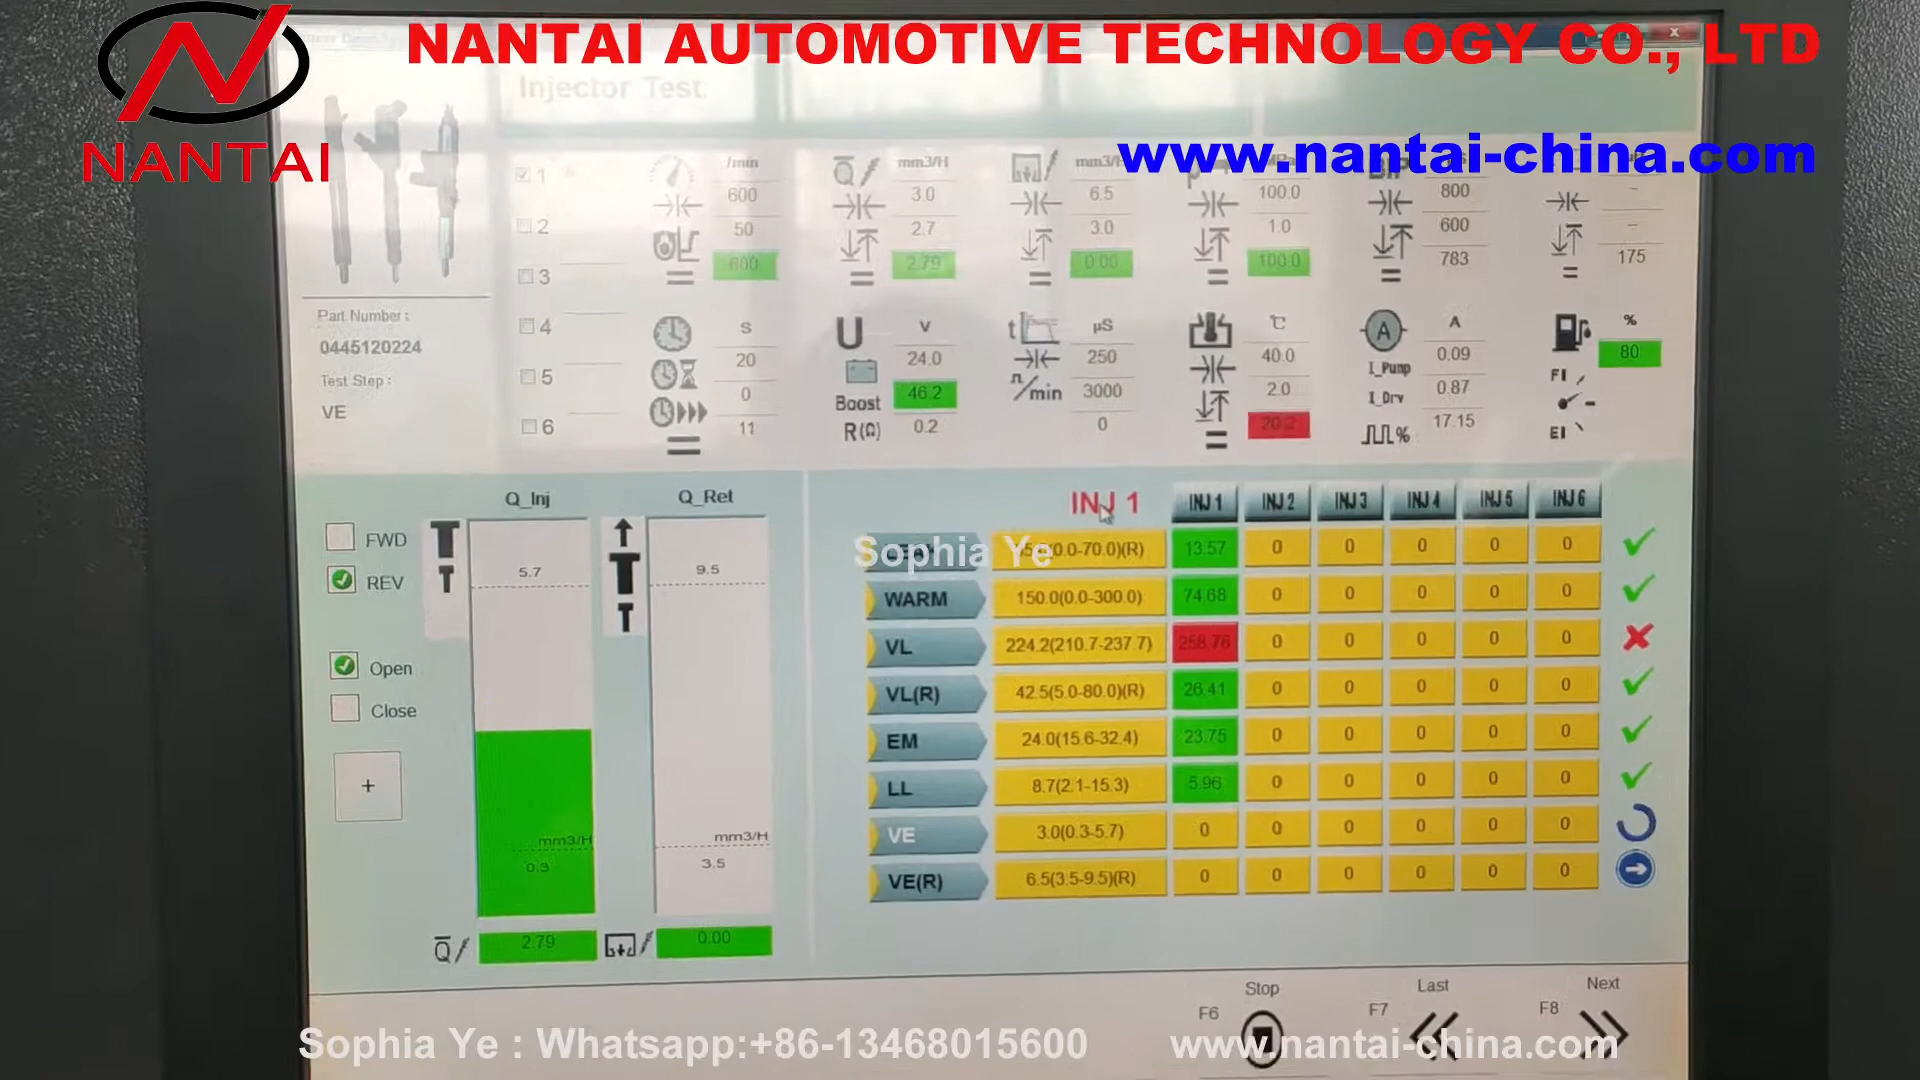 NANTAI AUTOMOTIVE TECHNOLOGY CO., LTD
NANTAI
www.nantai-china.com
Injector Test
1
2
3
4
5
6
Part Number :
0445120224
Test Step :
VE
/min
600
50
600
mm3/H
3.0
2.7
2.79
6.5
3.0
0.00
100.0
1.0
100.0
800
600
783
-
-
175
S
20
0
11
U
V
24.0
Boost
46.2
R(Ω)
0.2
t
µS
250
n/min
3000
0
℃
40.0
2.0
20.2
A
A
I_Pump
0.09
I_Drv
0.87
%
17.15
%
80
FI
EI
Q_Inj
Q_Ret
FWD
REV
Open
Close
+
5.7
mm3/H
0.3
2.79
9.5
mm3/H
3.5
0.00
INJ 1
INJ 1 INJ 2 INJ 3 INJ 4 INJ 5 INJ 6
Sophia Ye
(0.0-70.0)(R) 13.57 0 0 0 0 0
WARM 150.0(0.0-300.0) 74.68 0 0 0 0 0
VL 224.2(210.7-237.7) 258.76 0 0 0 0 0
VL(R) 42.5(5.0-80.0)(R) 26.41 0 0 0 0 0
EM 24.0(15.6-32.4) 23.75 0 0 0 0 0
LL 8.7(2.1-15.3) 5.96 0 0 0 0 0
VE 3.0(0.3-5.7) 0 0 0 0 0 0
VE(R) 6.5(3.5-9.5)(R) 0 0 0 0 0 0
Stop
F6
Last
F7
Next
F8
Sophia Ye : Whatsapp:+86-13468015600
www.nantai-china.com